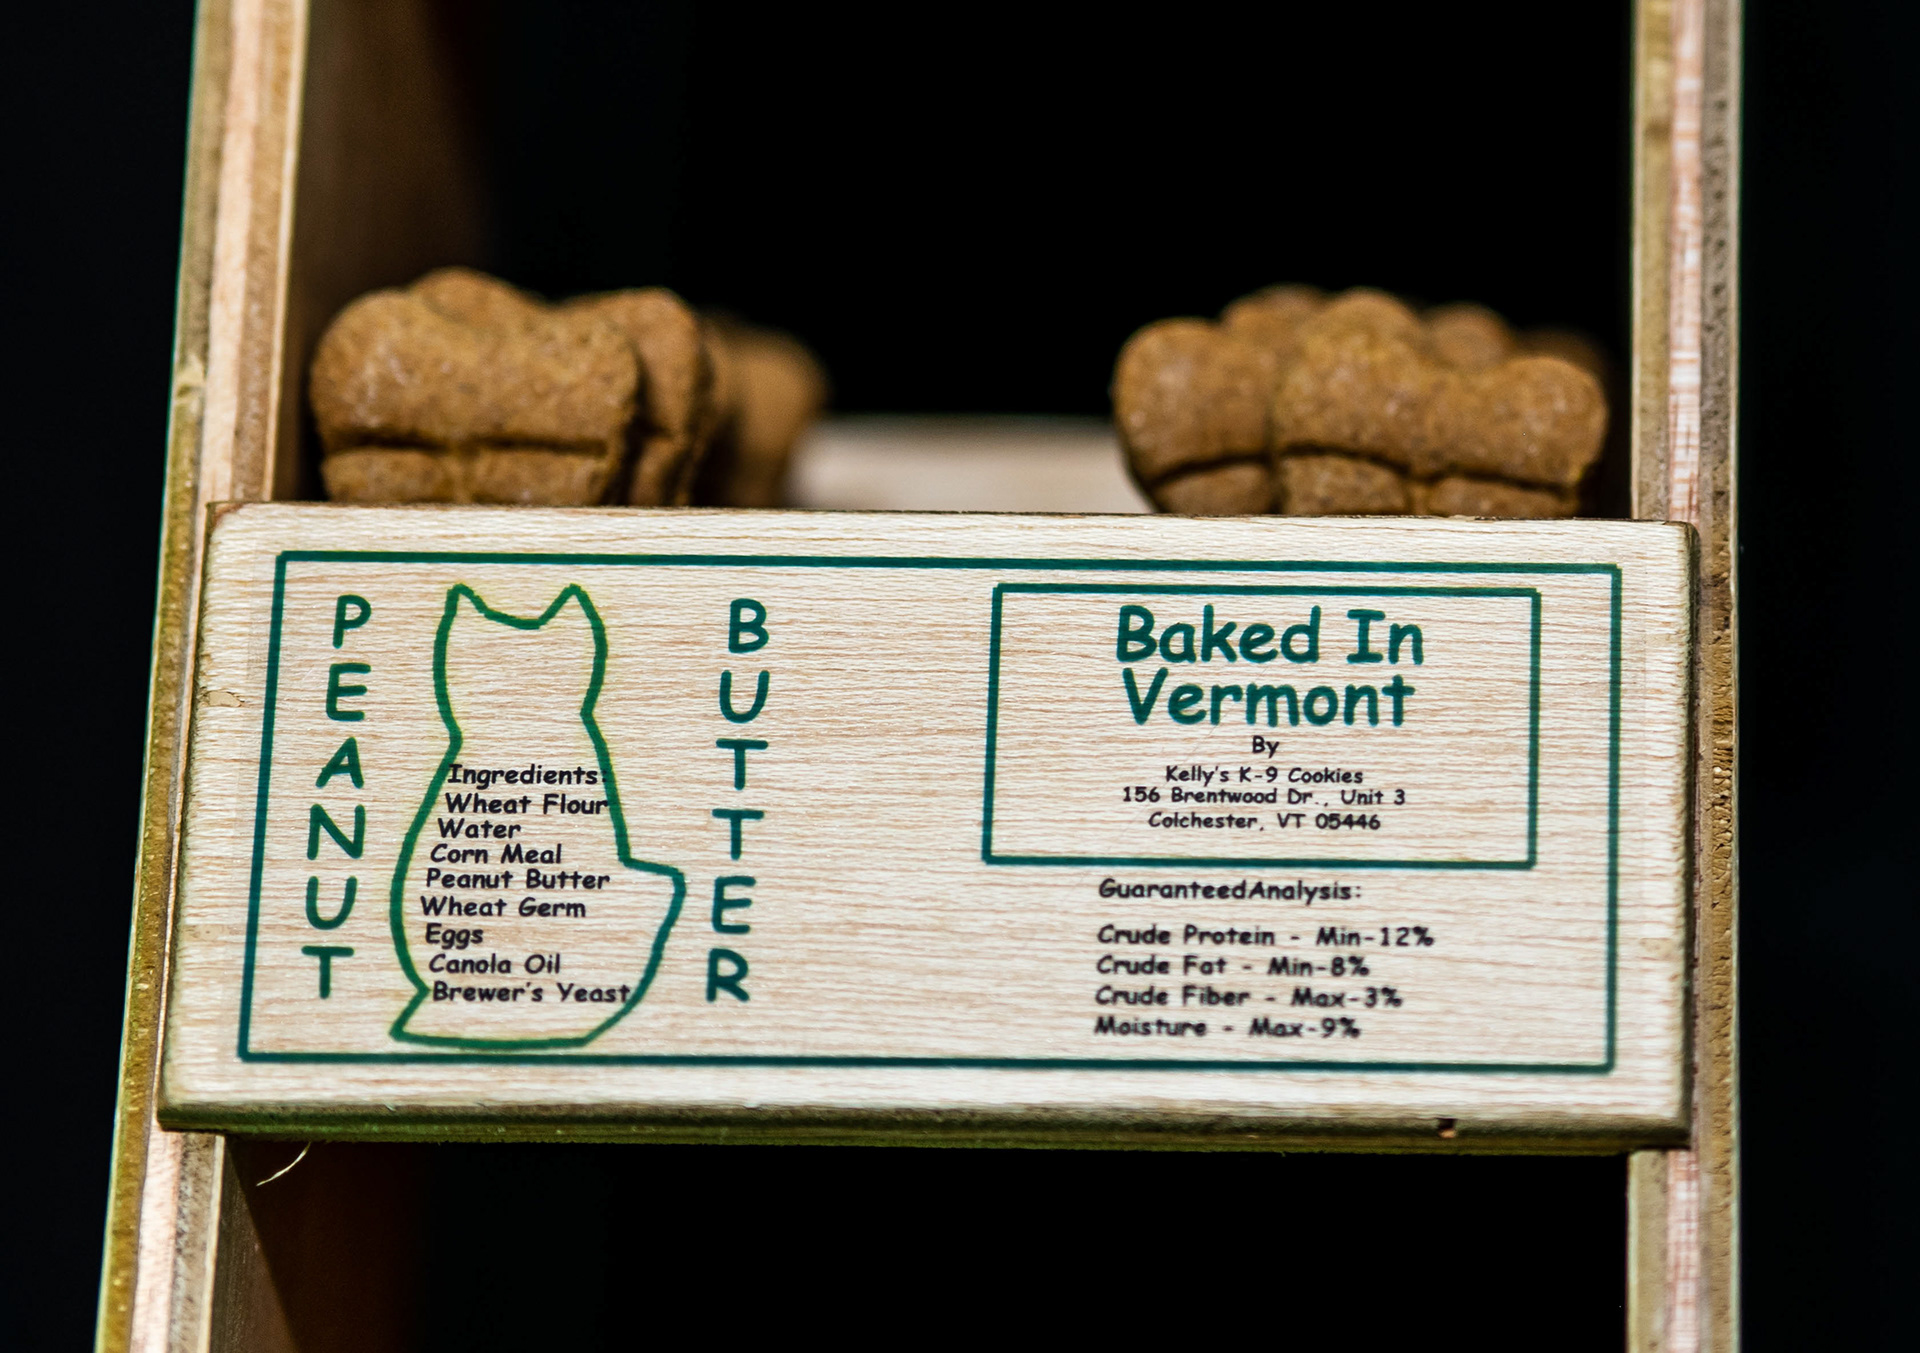 PEANUT
BUTTER
Ingredients:
Wheat Flour
Water
Corn Meal
Peanut Butter
Wheat Germ
Eggs
Canola Oil
Brewer's Yeast
Baked In
Vermont
By
Kelly's K-9 Cookies
156 Brentwood Dr., Unit 3
Colchester, VT 05446
GuaranteedAnalysis:
Crude Protein - Min-12%
Crude Fat - Min-8%
Crude Fiber - Max-3%
Moisture - Max-9%